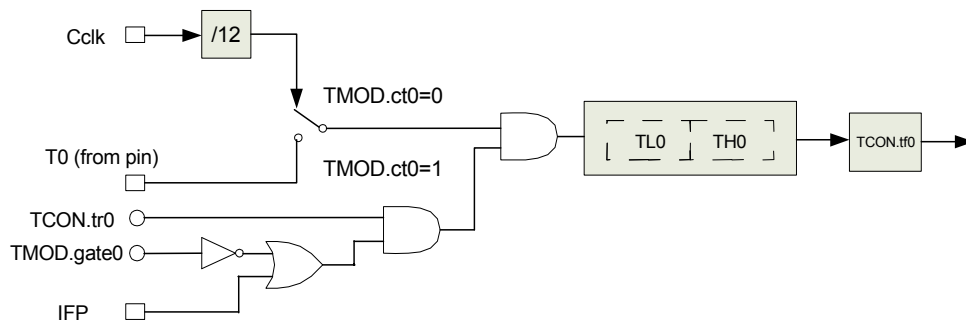 Cclk
/12
TMOD.ct0=0
T0 (from pin)
TMOD.ct0=1
TL0
TH0
TCON.tf0
TCON.tr0
TMOD.gate0
IFP